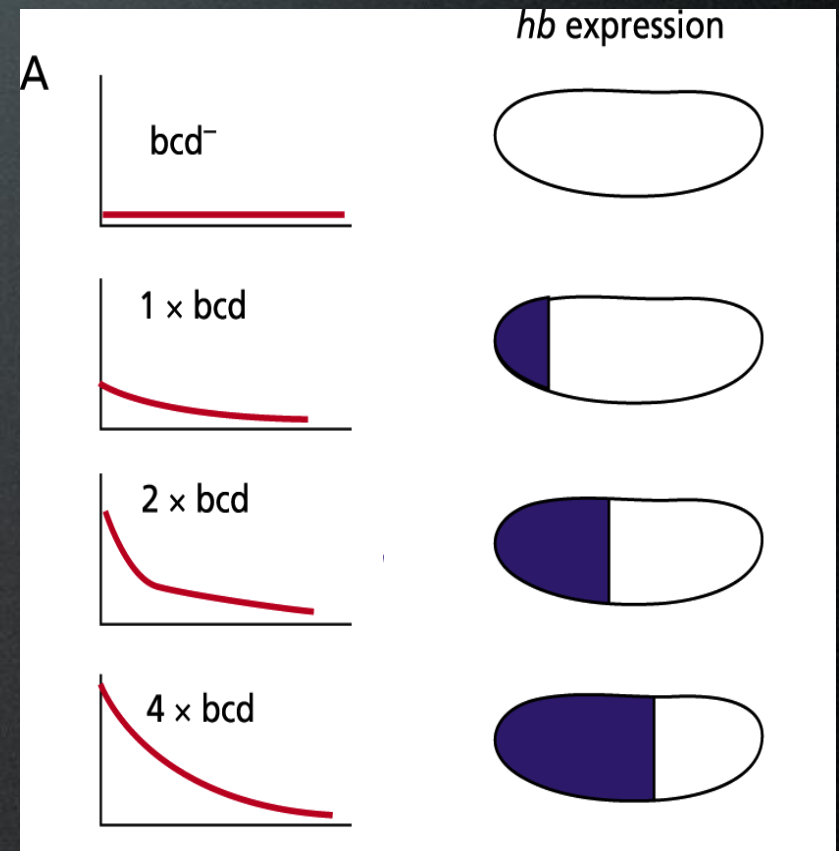 hb expression
A
bcd⁻
1 × bcd
2 × bcd
4 × bcd